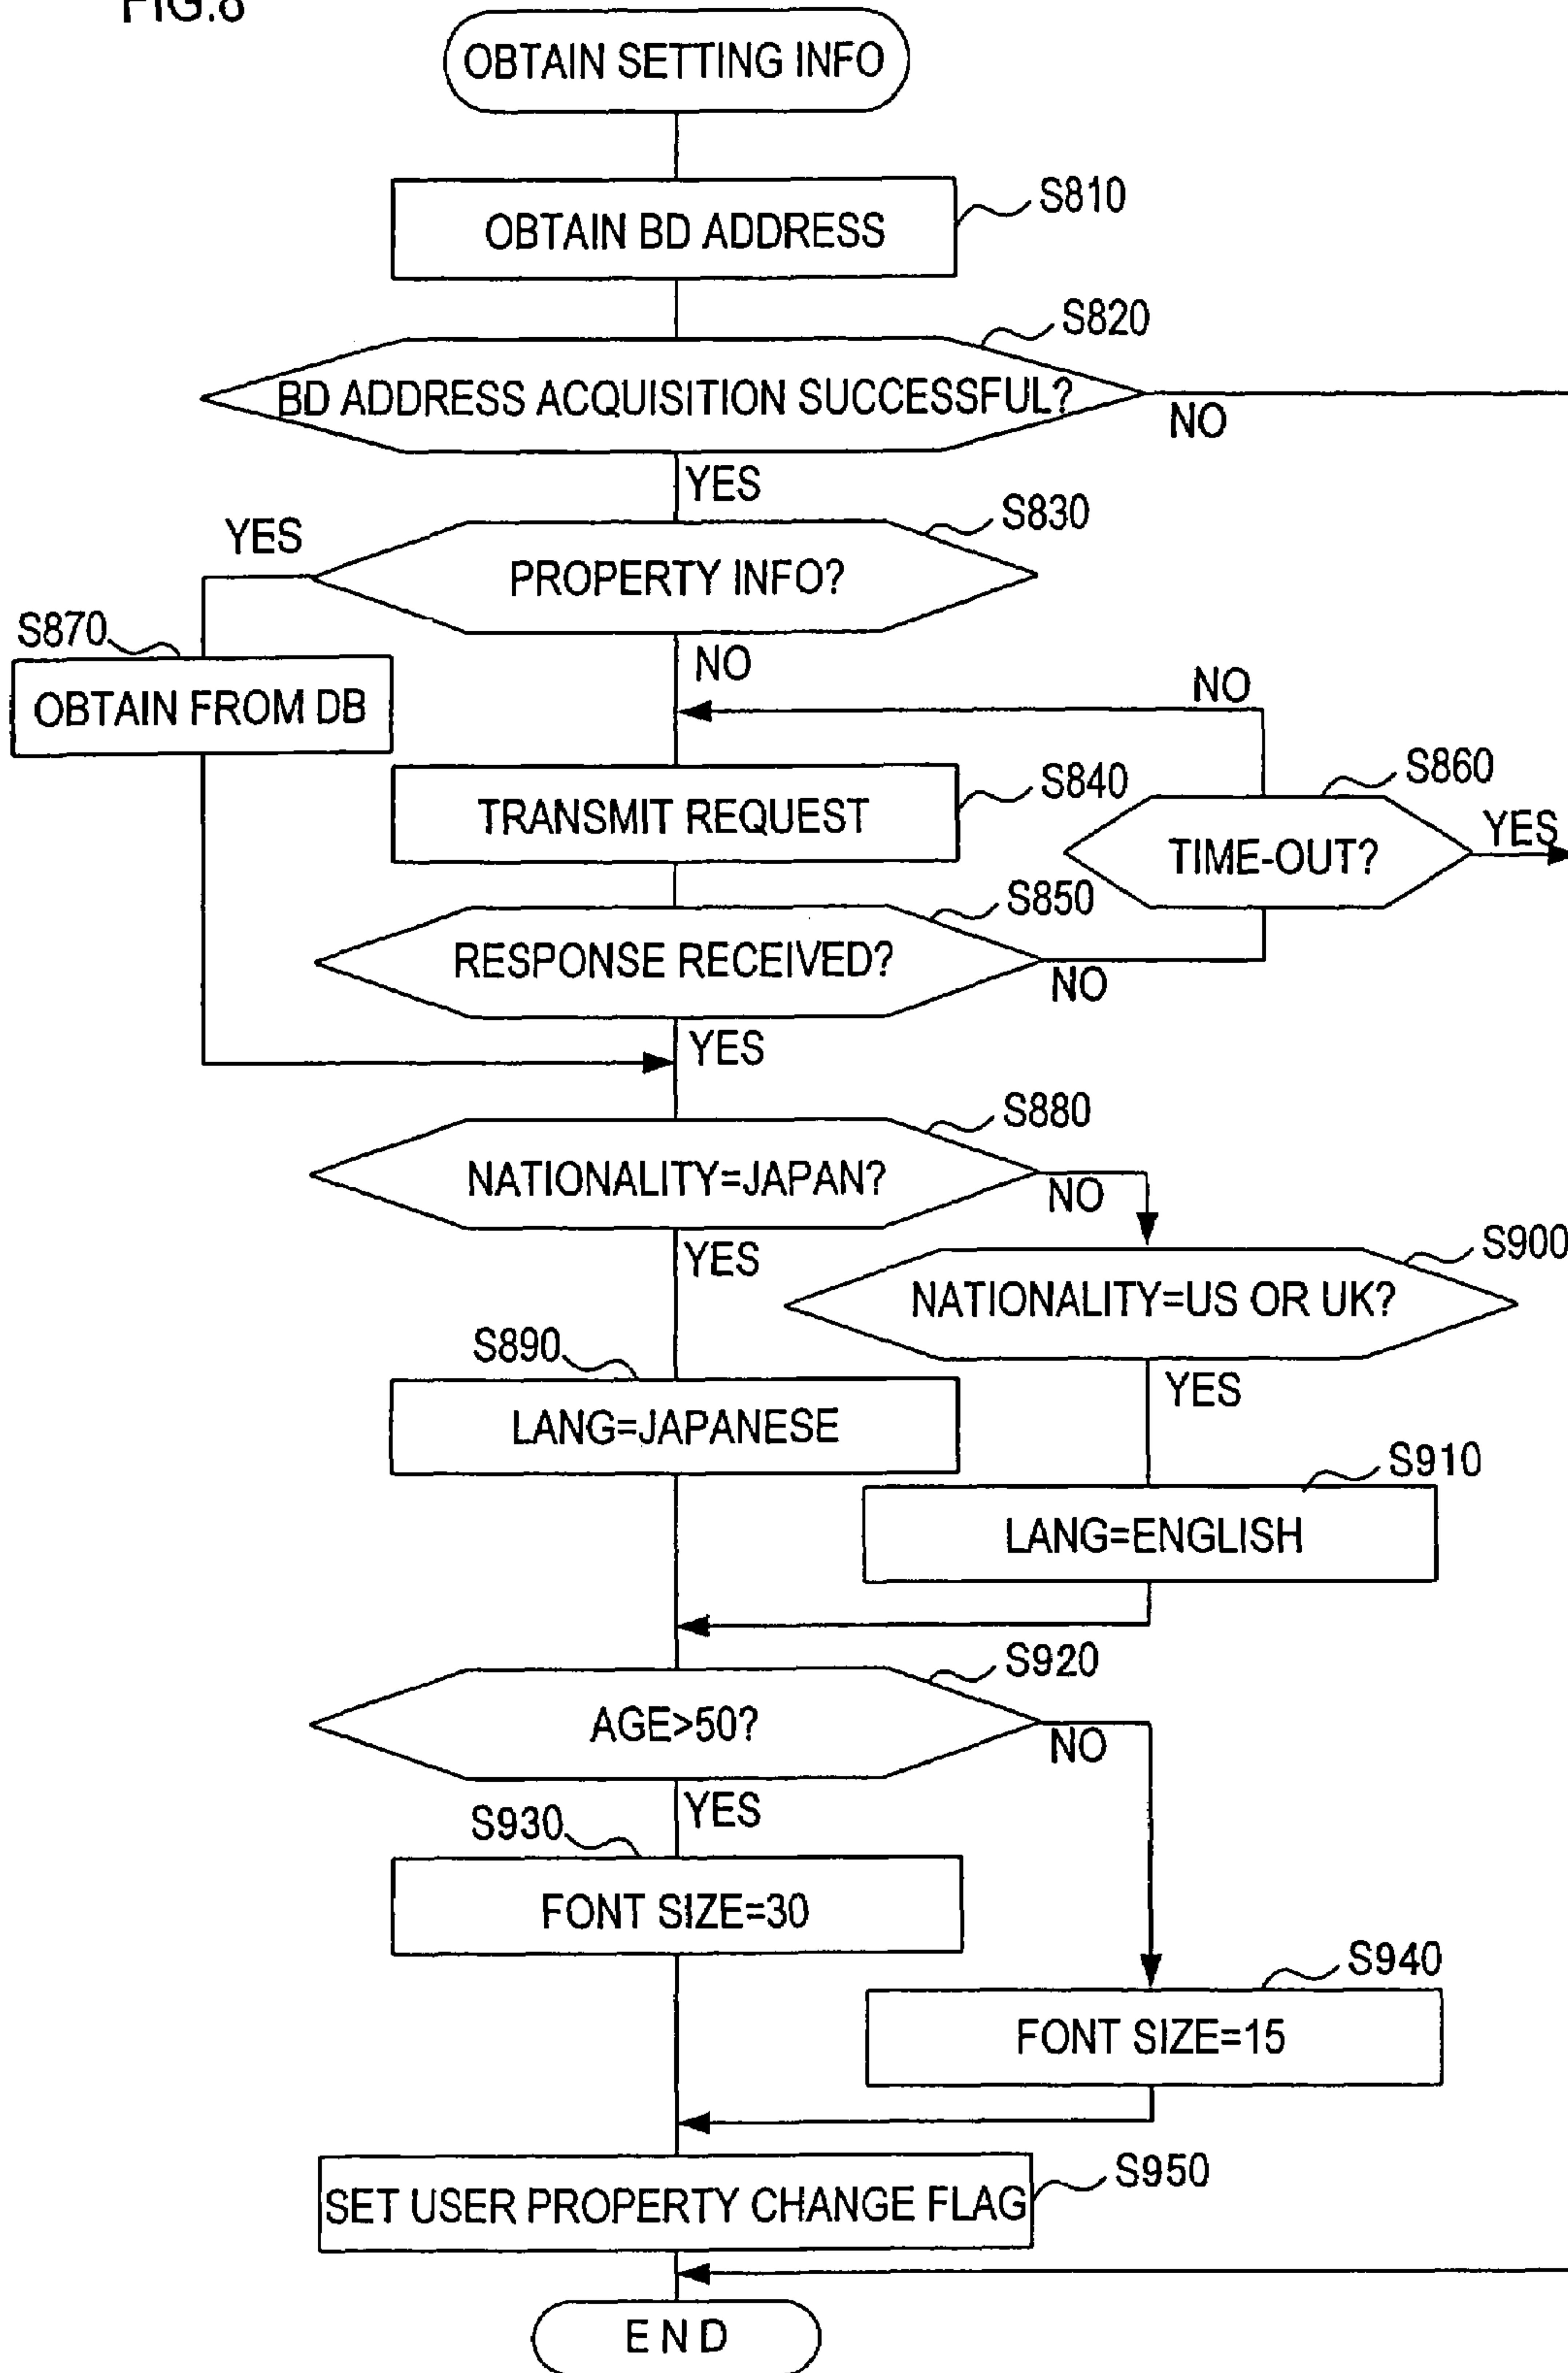 FIG.8
OBTAIN SETTING INFO
OBTAIN BD ADDRESS
S810
S820
BD ADDRESS ACQUISITION SUCCESSFUL?
NO
YES
S830
YES
PROPERTY INFO?
S870
NO
OBTAIN FROM DB
NO
S840
TRANSMIT REQUEST
S860
TIME-OUT?
YES
S850
RESPONSE RECEIVED?
NO
YES
S880
NATIONALITY=JAPAN?
NO
YES
S900
NATIONALITY=US OR UK?
YES
S890
LANG=JAPANESE
S910
LANG=ENGLISH
S920
AGE>50?
NO
YES
S930
FONT SIZE=30
S940
FONT SIZE=15
S950
SET USER PROPERTY CHANGE FLAG
END